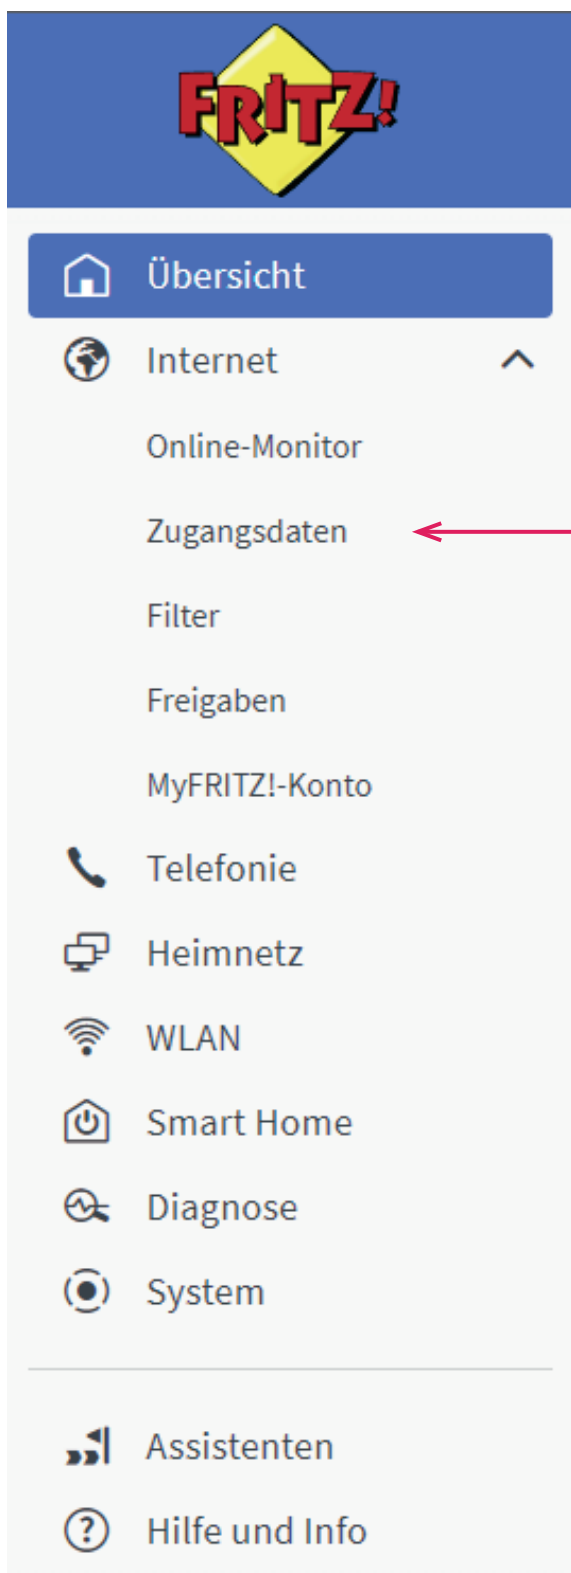 FRITZ!
Übersicht
Internet
Online-Monitor
Zugangsdaten
Filter
Freigaben
MyFRITZ!-Konto
Telefonie
Heimnetz
WLAN
Smart Home
Diagnose
System
Assistenten
Hilfe und Info